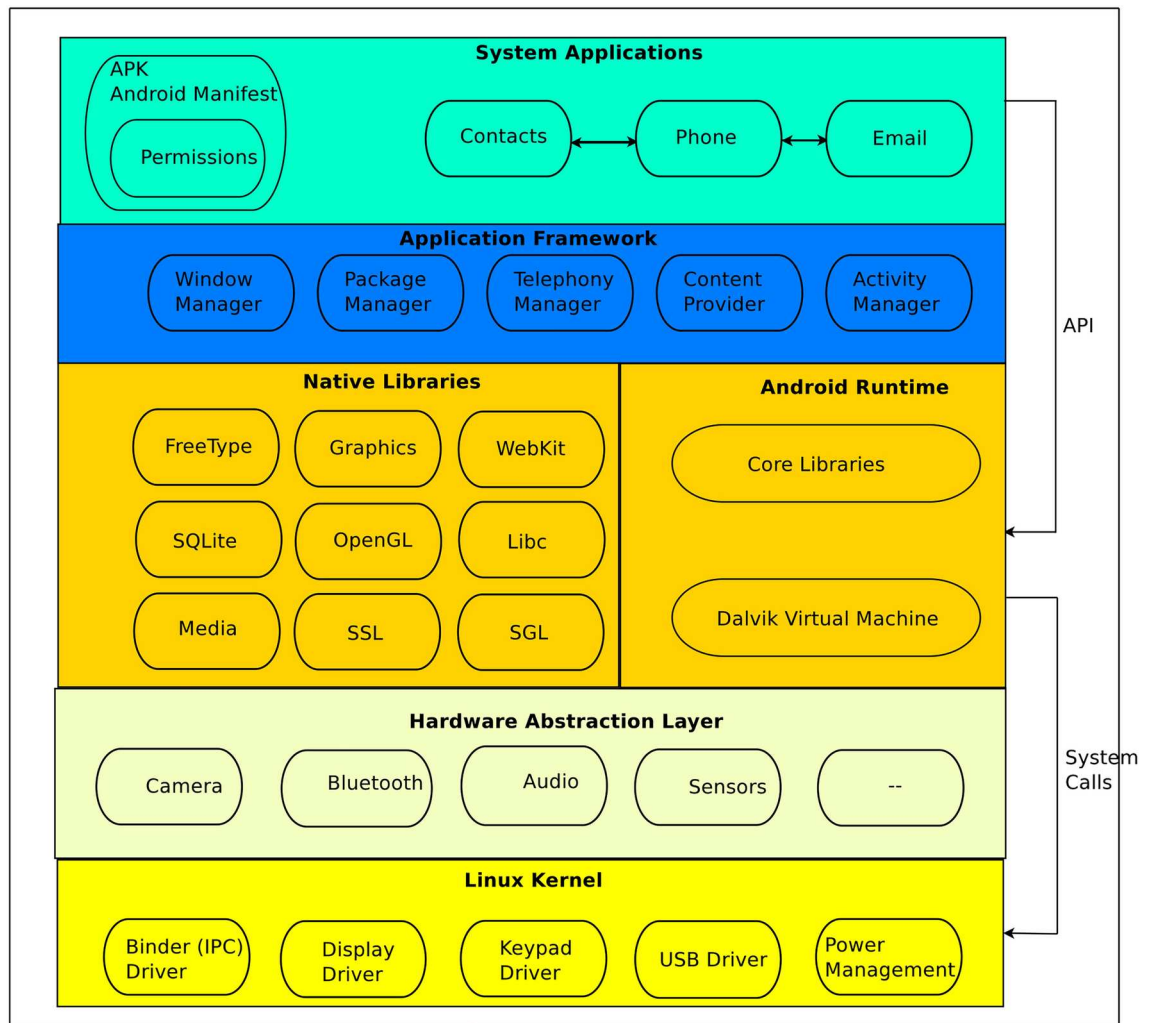 System Applications
APK
Android Manifest
Permissions
Contacts
Phone
Email
Application Framework
Window
Manager
Package
Manager
Telephony
Manager
Content
Provider
Activity
Manager
API
Native Libraries
FreeType
Graphics
WebKit
SQLite
OpenGL
Libc
Media
SSL
SGL
Android Runtime
Core Libraries
Dalvik Virtual Machine
Hardware Abstraction Layer
Camera
Bluetooth
Audio
Sensors
--
System
Calls
Linux Kernel
Binder (IPC)
Driver
Display
Driver
Keypad
Driver
USB Driver
Power
Management